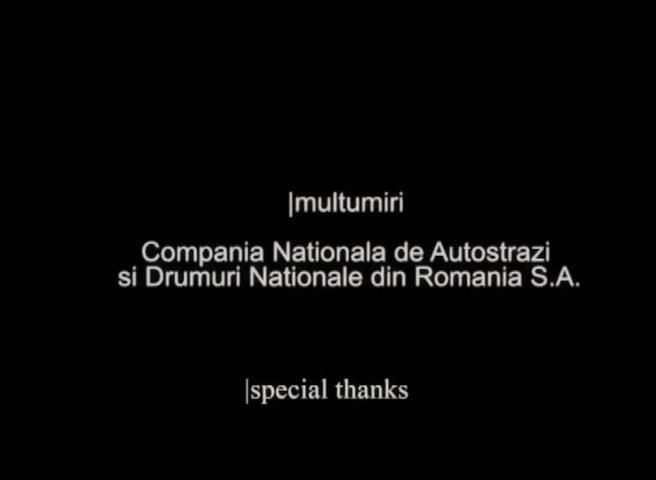 |multumiri
Compania Nationala de Autostrazi
si Drumuri Nationale din Romania S.A.
|special thanks